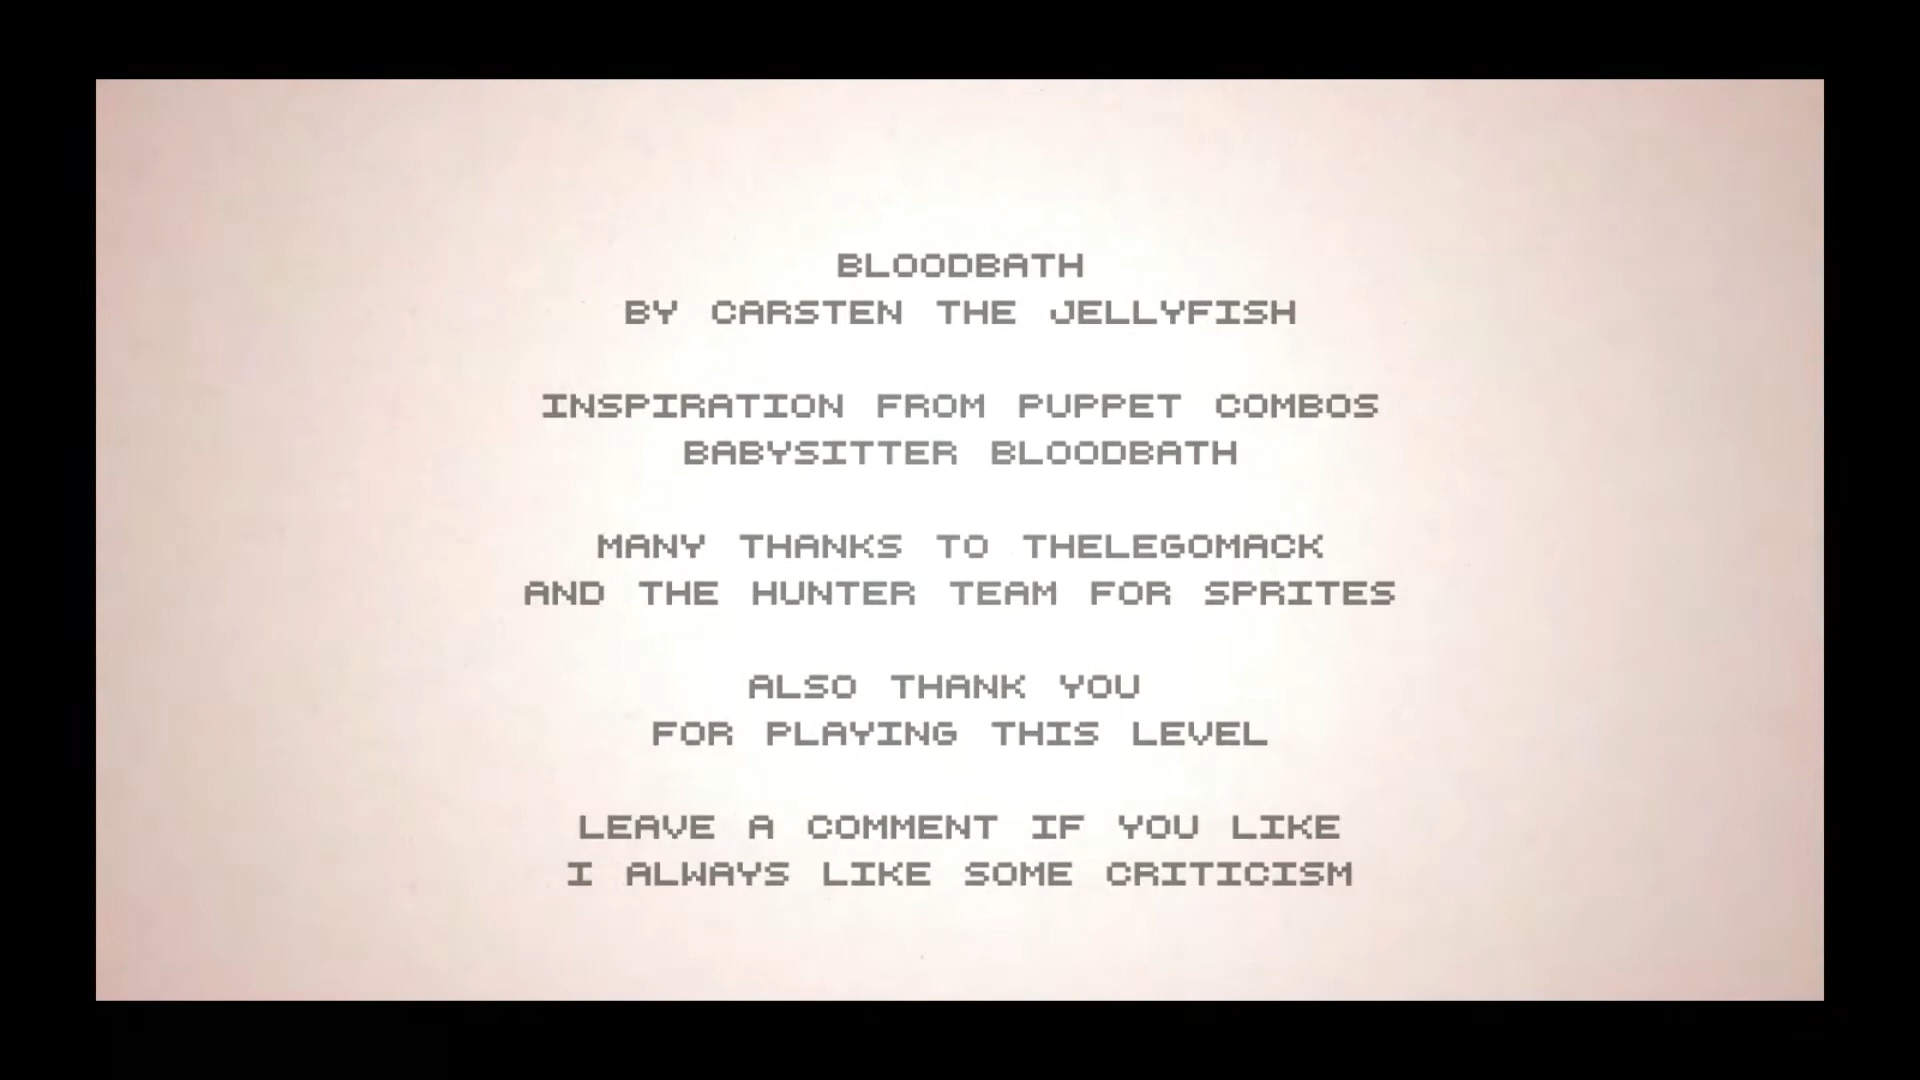 BLOODBATH
BY CARSTEN THE JELLYFISH
INSPIRATION FROM PUPPET COMBOS
BABYSITTER BLOODBATH
MANY THANKS TO THELEGOMACK
AND THE HUNTER TEAM FOR SPRITES
ALSO THANK YOU
FOR PLAYING THIS LEVEL
LEAVE A COMMENT IF YOU LIKE
I ALWAYS LIKE SOME CRITICISM